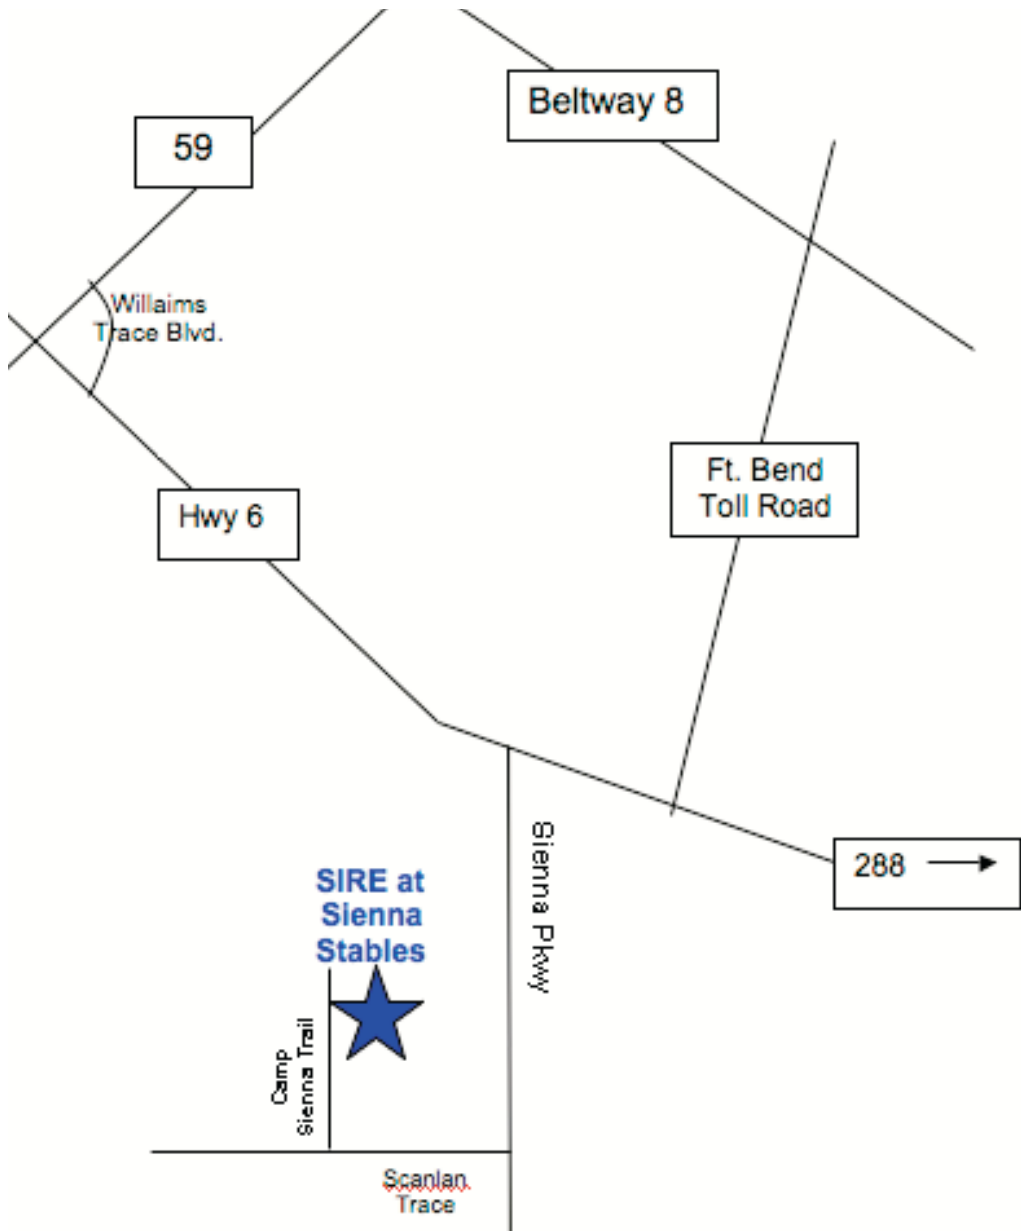 Beltway 8
59
Willaims
Trace Blvd.
Ft. Bend
Toll Road
Hwy 6
Sienna Pkwy
288
SIRE at
Sienna
Stables
Camp
Sienna Trail
Scanlan
Trace